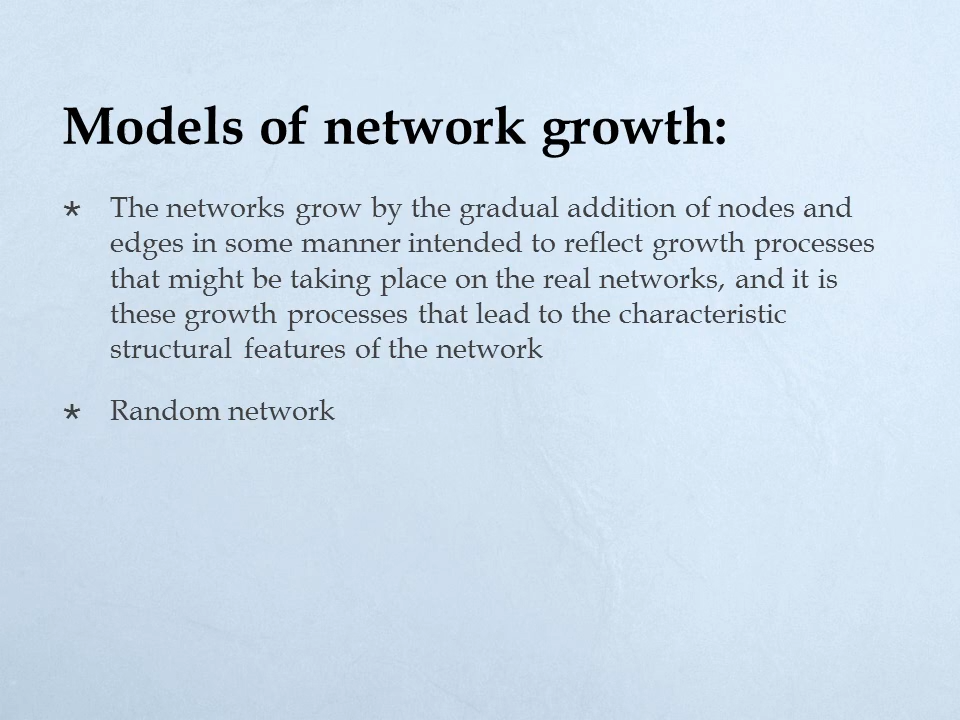 Models of network growth:
* The networks grow by the gradual addition of nodes and
edges in some manner intended to reflect growth processes
that might be taking place on the real networks, and it is
these growth processes that lead to the characteristic
structural features of the network
* Random network